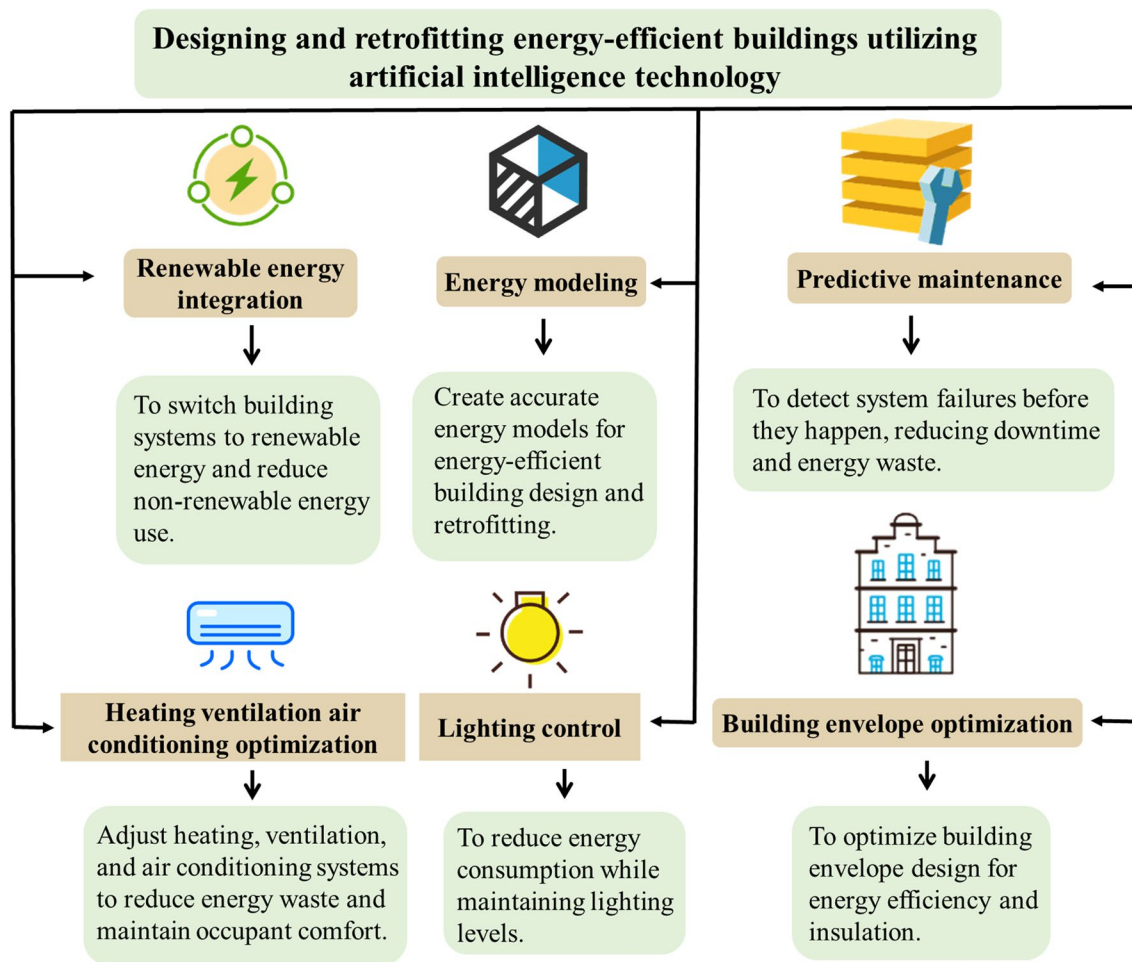 Designing and retrofitting energy-efficient buildings utilizing
artificial intelligence technology
Renewable energy
integration
Energy modeling
Predictive maintenance
To switch building
systems to renewable
energy and reduce
non-renewable energy
use.
Create accurate
energy models for
energy-efficient
building design and
retrofitting.
To detect system failures before
they happen, reducing downtime
and energy waste.
Heating ventilation air
conditioning optimization
Lighting control
Building envelope optimization
Adjust heating, ventilation,
and air conditioning systems
to reduce energy waste and
maintain occupant comfort.
To reduce energy
consumption while
maintaining lighting
levels.
To optimize building
envelope design for
energy efficiency and
insulation.